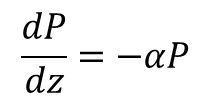 dP/dz = −αP